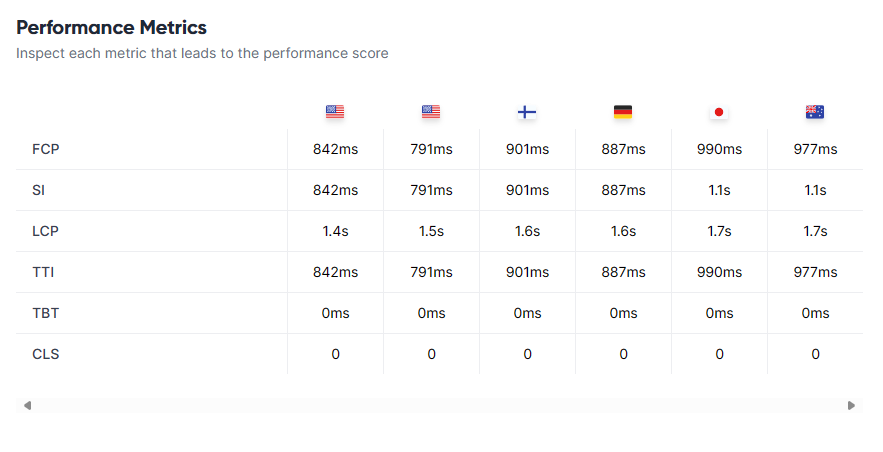 Performance Metrics
Inspect each metric that leads to the performance score
FCP 842ms 791ms 901ms 887ms 990ms 977ms
SI 842ms 791ms 901ms 887ms 1.1s 1.1s
LCP 1.4s 1.5s 1.6s 1.6s 1.7s 1.7s
TTI 842ms 791ms 901ms 887ms 990ms 977ms
TBT 0ms 0ms 0ms 0ms 0ms 0ms
CLS 0 0 0 0 0 0